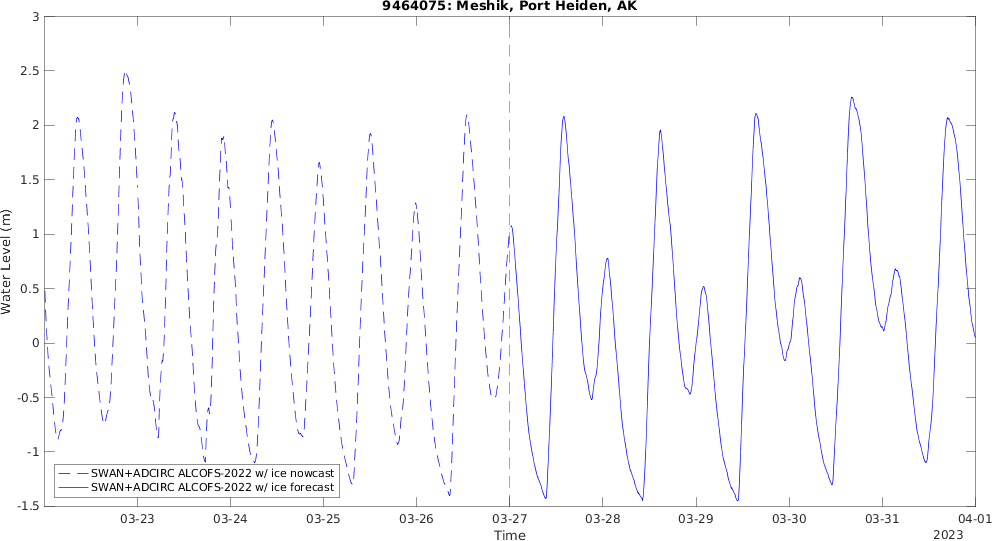 9464075: Meshik, Port Heiden, AK
3
2.5
2
1.5
1
0.5
0
-0.5
-1
-1.5
Water Level (m)
SWAN+ADCIRC ALCOFS-2022 w/ ice nowcast
SWAN+ADCIRC ALCOFS-2022 w/ ice forecast
03-23 03-24 03-25 03-26 03-27 03-28 03-29 03-30 03-31 04-01
Time
2023